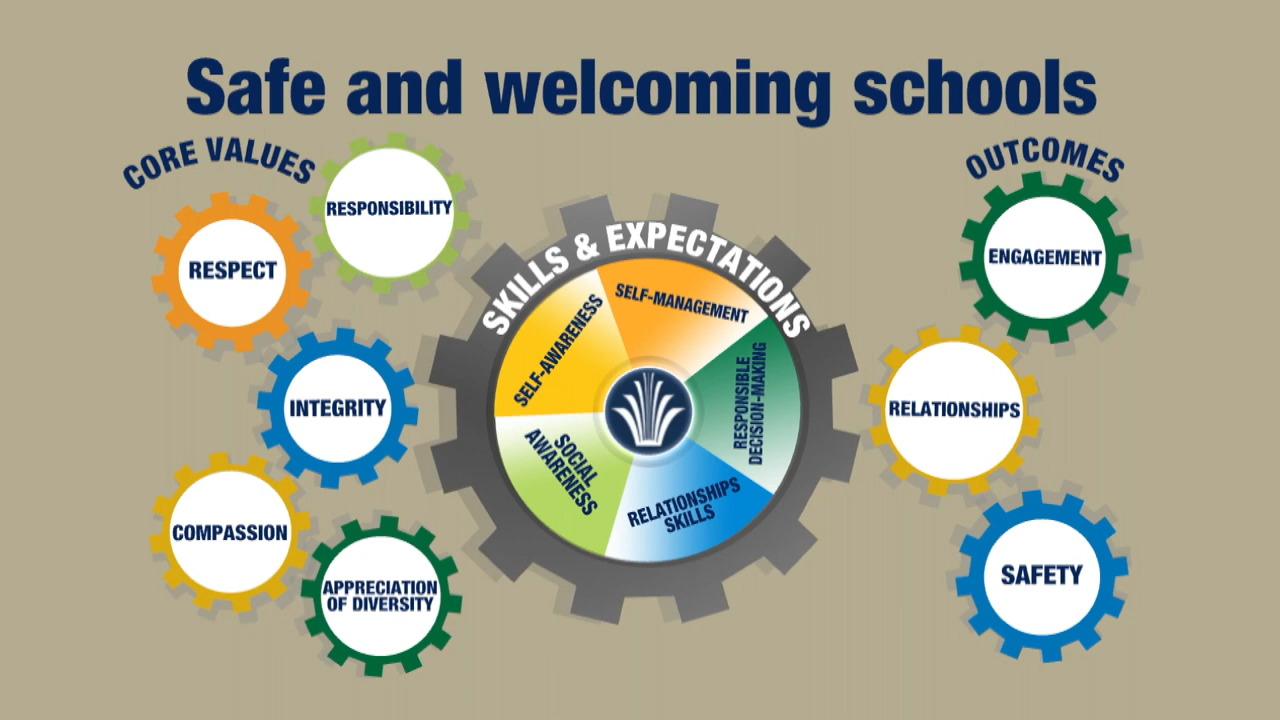 Safe and welcoming schools
CORE VALUES
RESPECT
RESPONSIBILITY
INTEGRITY
COMPASSION
APPRECIATION
OF DIVERSITY
SKILLS & EXPECTATIONS
SELF-AWARENESS
SELF-MANAGEMENT
RESPONSIBLE
DECISION-MAKING
RELATIONSHIPS
SKILLS
SOCIAL
AWARENESS
OUTCOMES
ENGAGEMENT
RELATIONSHIPS
SAFETY